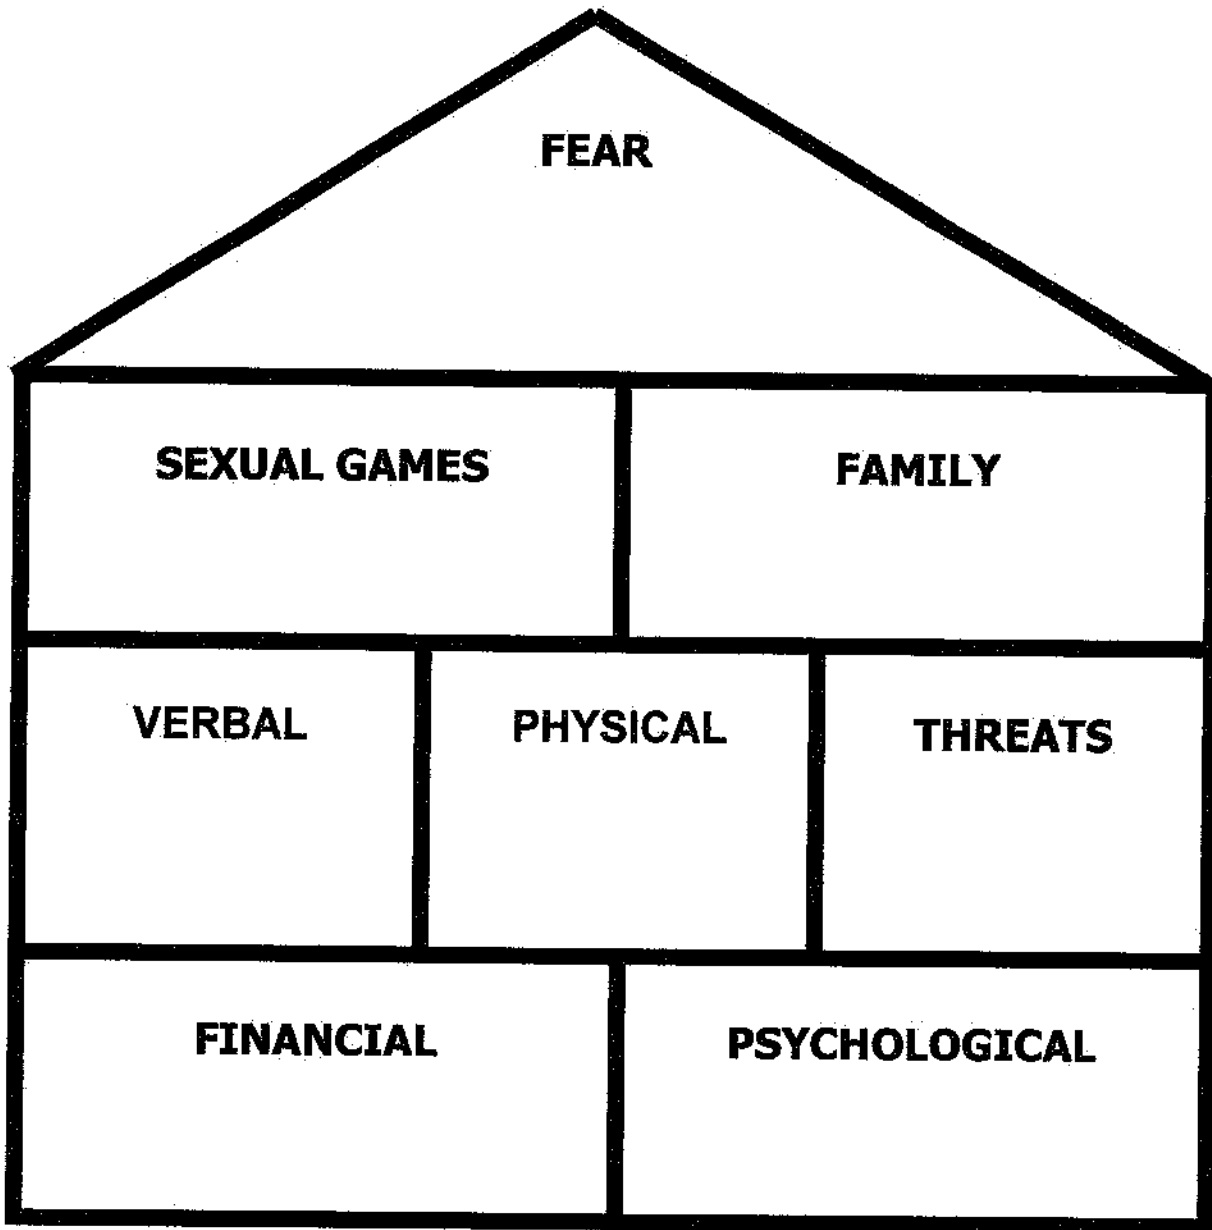 FEAR
SEXUAL GAMES
FAMILY
VERBAL
PHYSICAL
THREATS
FINANCIAL
PSYCHOLOGICAL